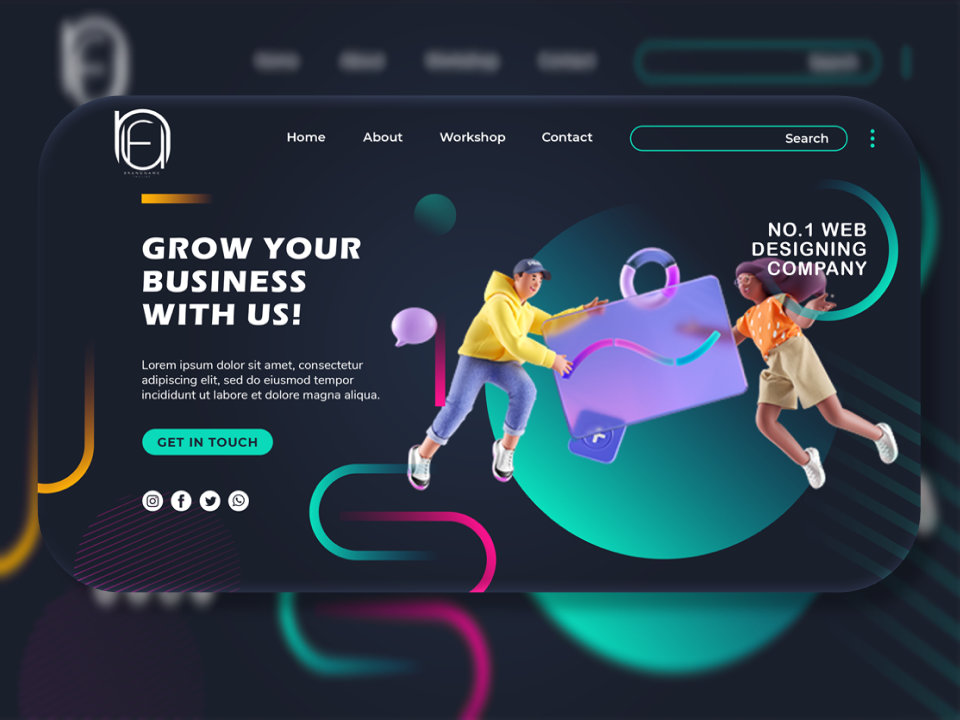 Home About Workshop Contact Search
GROW YOUR
BUSINESS
WITH US!
Lorem ipsum dolor sit amet, consectetur
adipiscing elit, sed do eiusmod tempor
incididunt ut labore et dolore magna aliqua.
GET IN TOUCH
NO.1 WEB
DESIGNING
COMPANY